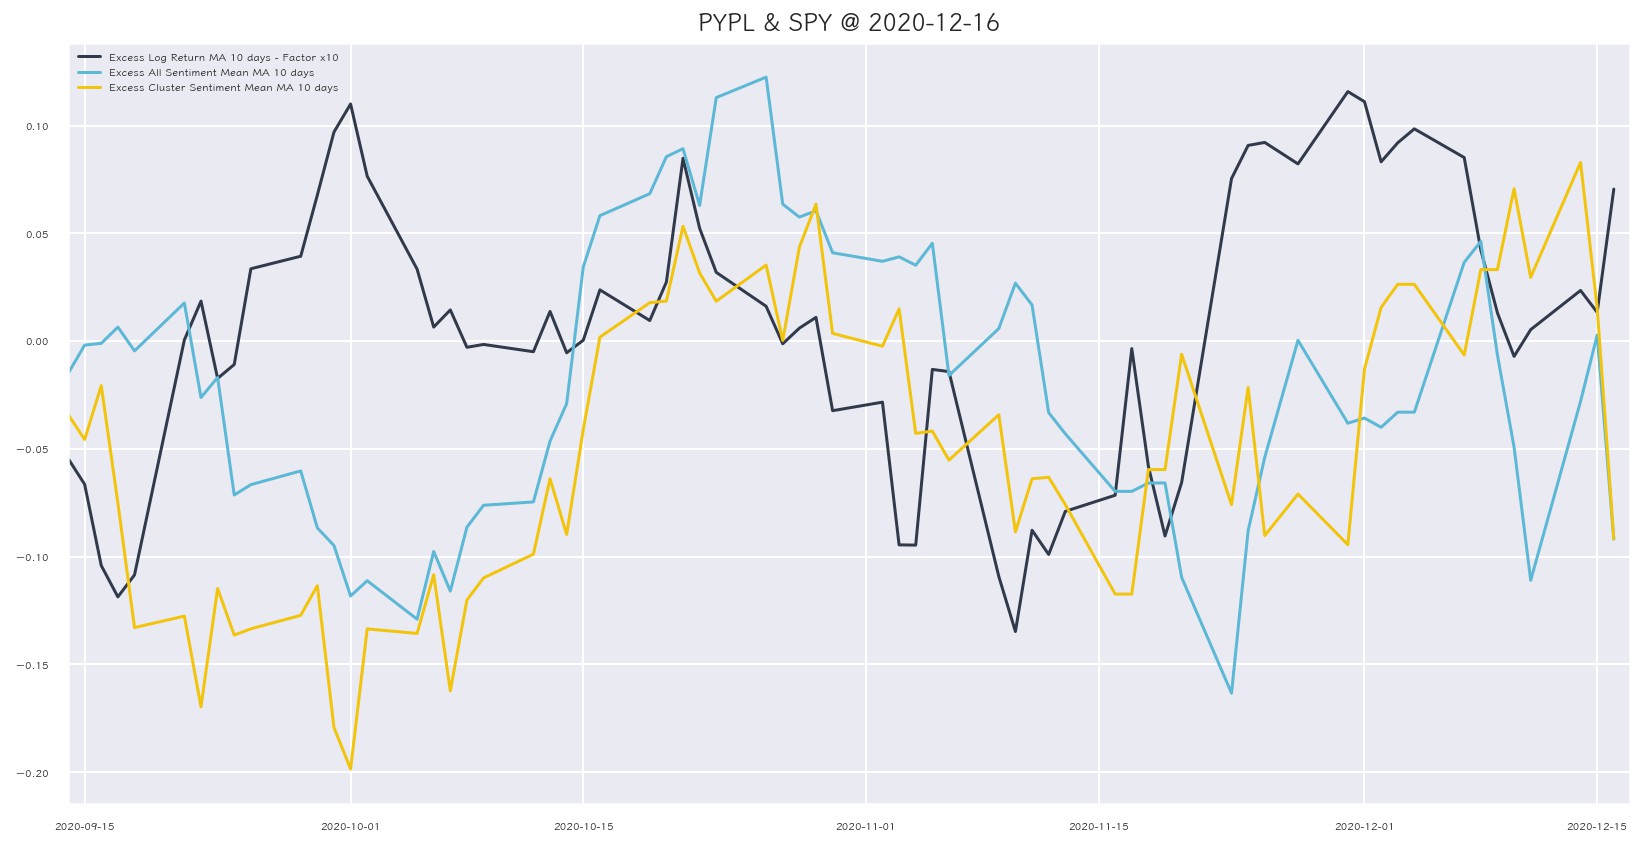 PYPL & SPY @ 2020-12-16
Excess Log Return MA 10 days - Factor x10
Excess All Sentiment Mean MA 10 days
Excess Cluster Sentiment Mean MA 10 days
0.10
0.05
0.00
−0.05
−0.10
−0.15
−0.20
2020-09-15 2020-10-01 2020-10-15 2020-11-01 2020-11-15 2020-12-01 2020-12-15